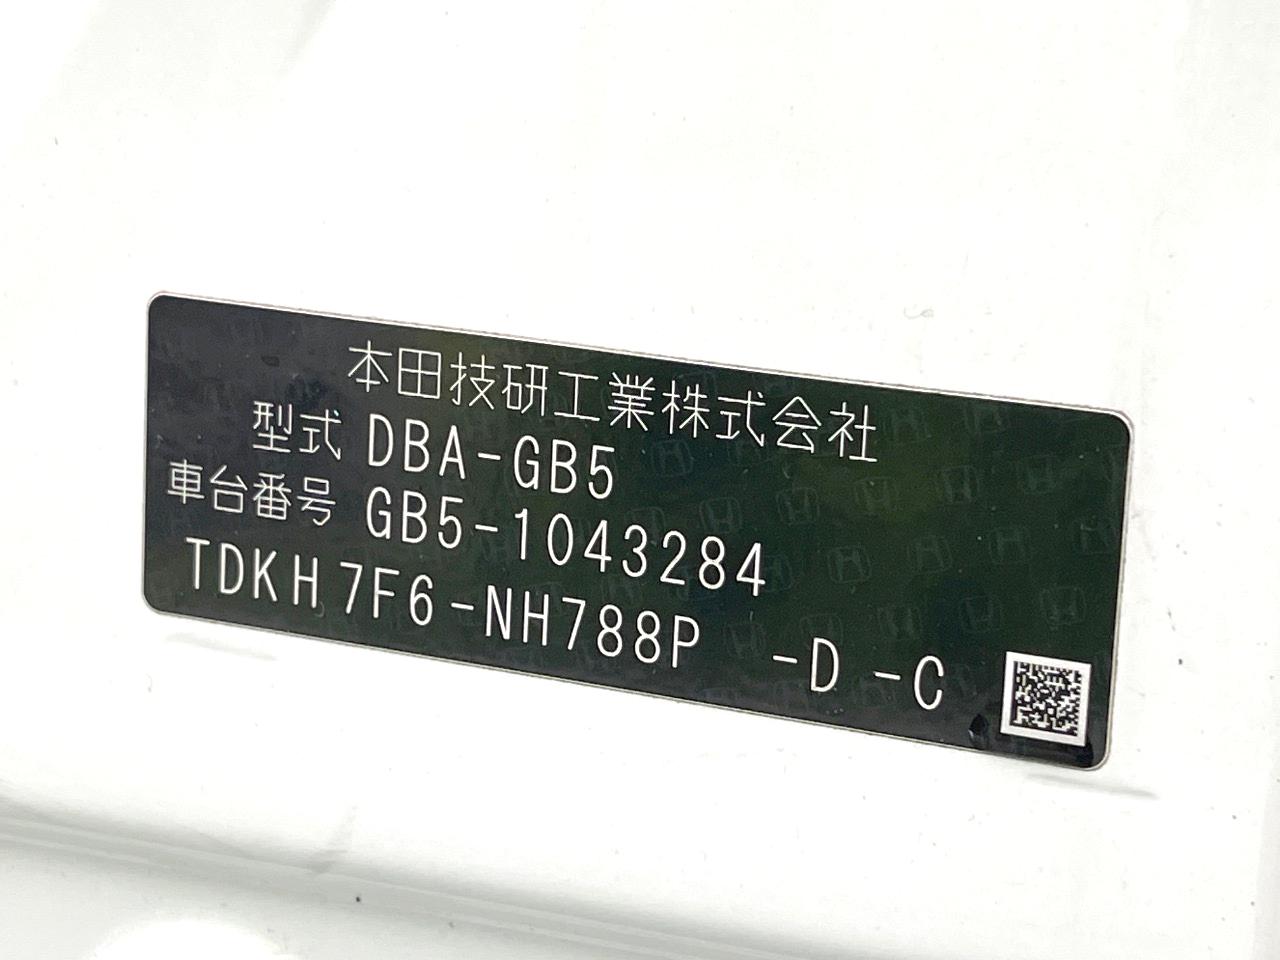 本田技研工業株式会社
型式 DBA-GB5
車台番号 GB5-1043284
TDKH7F6-NH788P -D -C